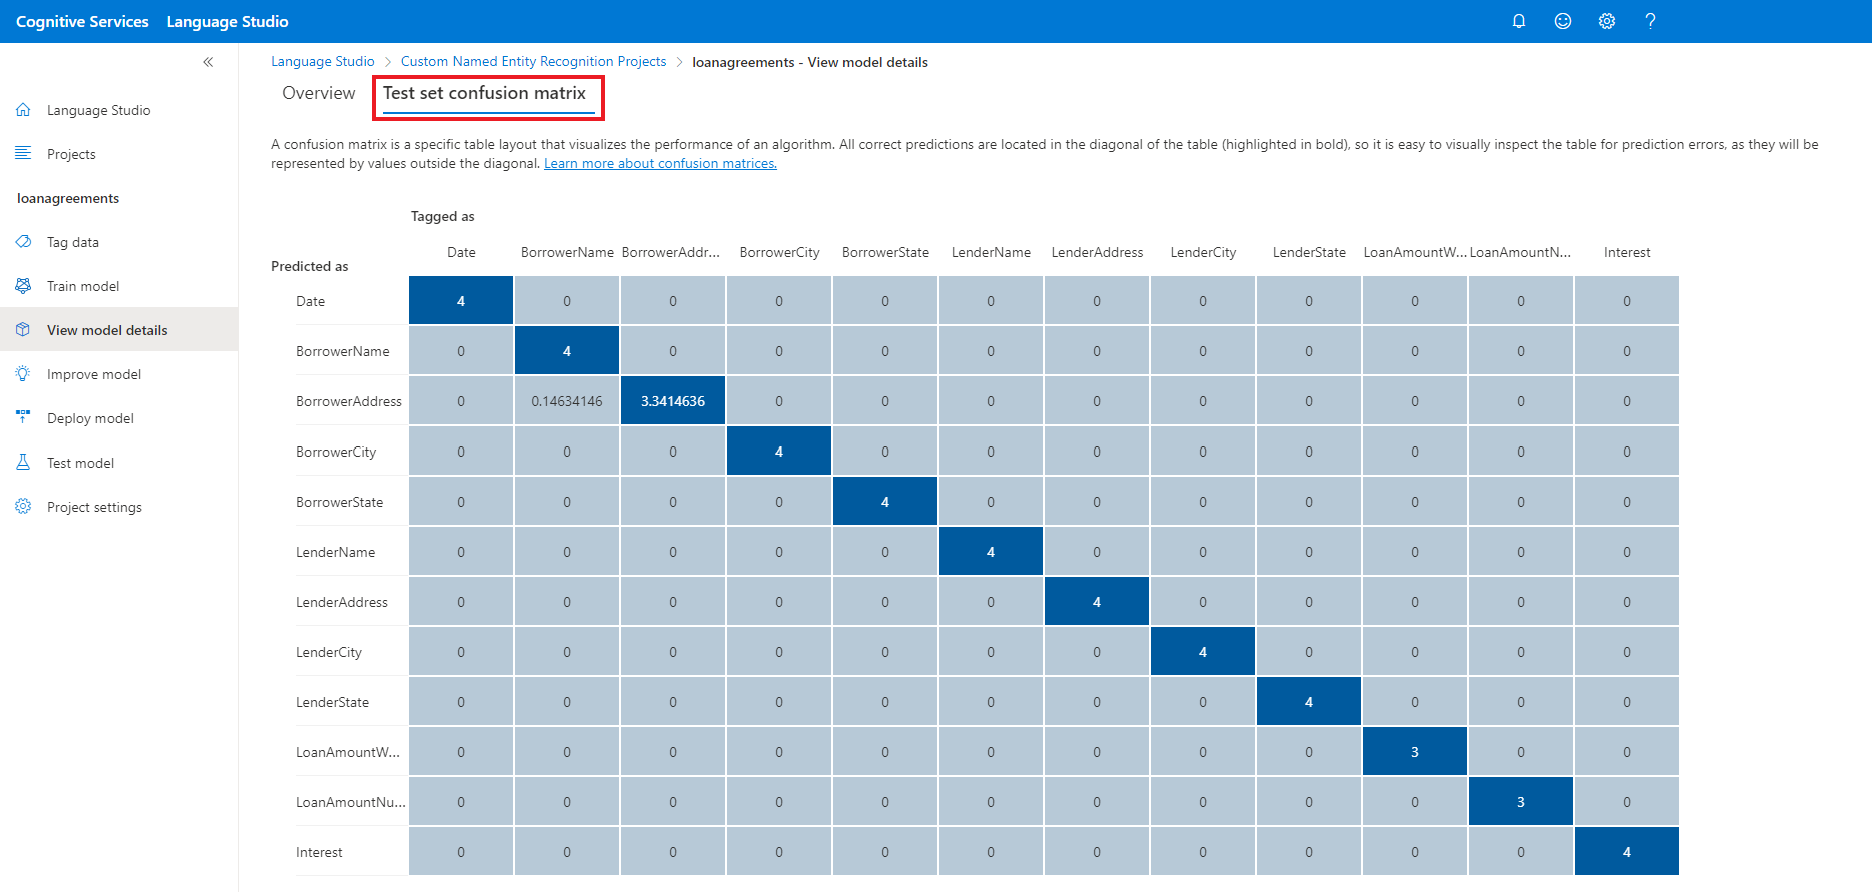 Cognitive Services Language Studio
Language Studio > Custom Named Entity Recognition Projects > loanagreements - View model details
Overview Test set confusion matrix
A confusion matrix is a specific table layout that visualizes the performance of an algorithm. All correct predictions are located in the diagonal of the table (highlighted in bold), so it is easy to visually inspect the table for prediction errors, as they will be
represented by values outside the diagonal. Learn more about confusion matrices.
Language Studio
Projects
loanagreements
Tag data
Train model
View model details
Improve model
Deploy model
Test model
Project settings
Tagged as
Date BorrowerName BorrowerAddr... BorrowerCity BorrowerState LenderName LenderAddress LenderCity LenderState LoanAmountW... LoanAmountN... Interest
Predicted as
Date 4 0 0 0 0 0 0 0 0 0 0 0
BorrowerName 0 4 0 0 0 0 0 0 0 0 0 0
BorrowerAddress 0 0.14634146 3.3414636 0 0 0 0 0 0 0 0 0
BorrowerCity 0 0 0 4 0 0 0 0 0 0 0 0
BorrowerState 0 0 0 0 4 0 0 0 0 0 0 0
LenderName 0 0 0 0 0 4 0 0 0 0 0 0
LenderAddress 0 0 0 0 0 0 4 0 0 0 0 0
LenderCity 0 0 0 0 0 0 0 4 0 0 0 0
LenderState 0 0 0 0 0 0 0 0 4 0 0 0
LoanAmountW... 0 0 0 0 0 0 0 0 0 3 0 0
LoanAmountNu... 0 0 0 0 0 0 0 0 0 0 3 0
Interest 0 0 0 0 0 0 0 0 0 0 0 4